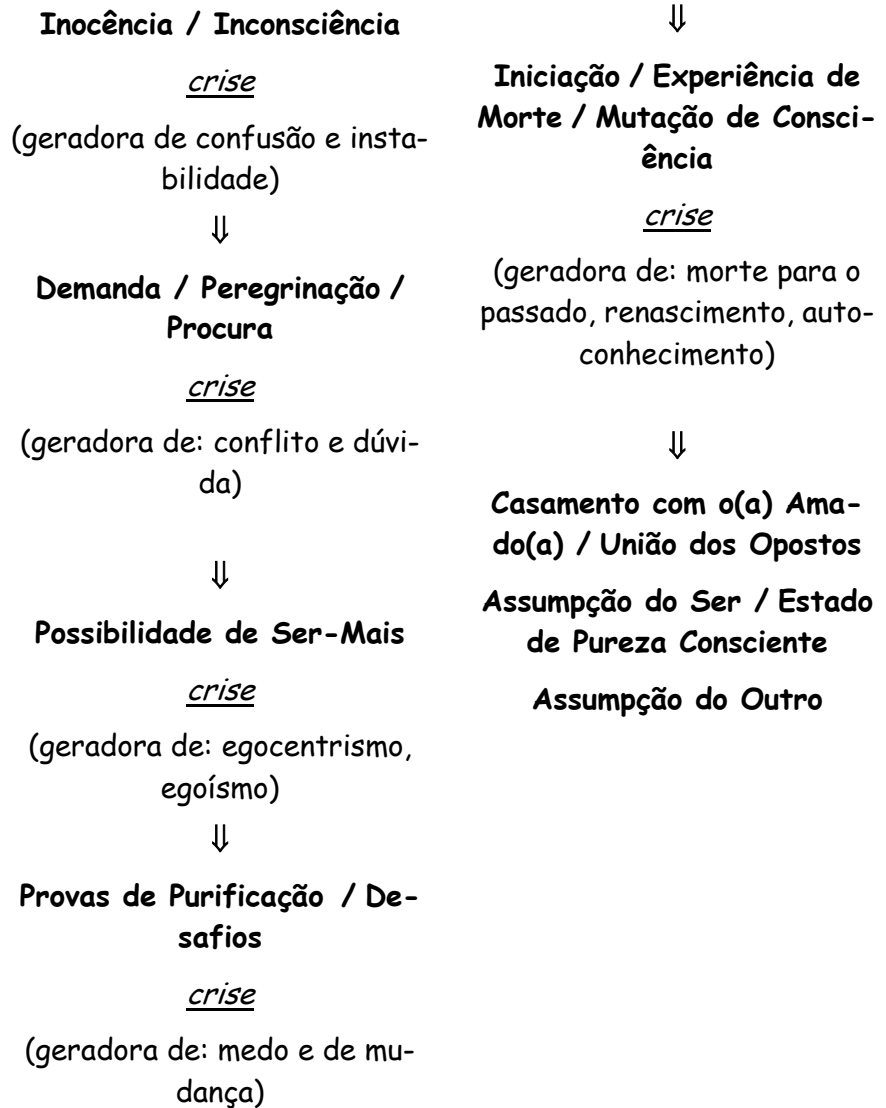 Inocência / Inconsciência
crise
(geradora de confusão e insta-
bilidade)
⇓
Demanda / Peregrinação /
Procura
crise
(geradora de: conflito e dúvi-
da)
⇓
Possibilidade de Ser-Mais
crise
(geradora de: egocentrismo,
egoísmo)
⇓
Provas de Purificação / De-
safios
crise
(geradora de: medo e de mu-
dança)
⇓
Iniciação / Experiência de
Morte / Mutação de Consci-
ência
crise
(geradora de: morte para o
passado, renascimento, auto-
conhecimento)
⇓
Casamento com o(a) Ama-
do(a) / União dos Opostos
Assumpção do Ser / Estado
de Pureza Consciente
Assumpção do Outro